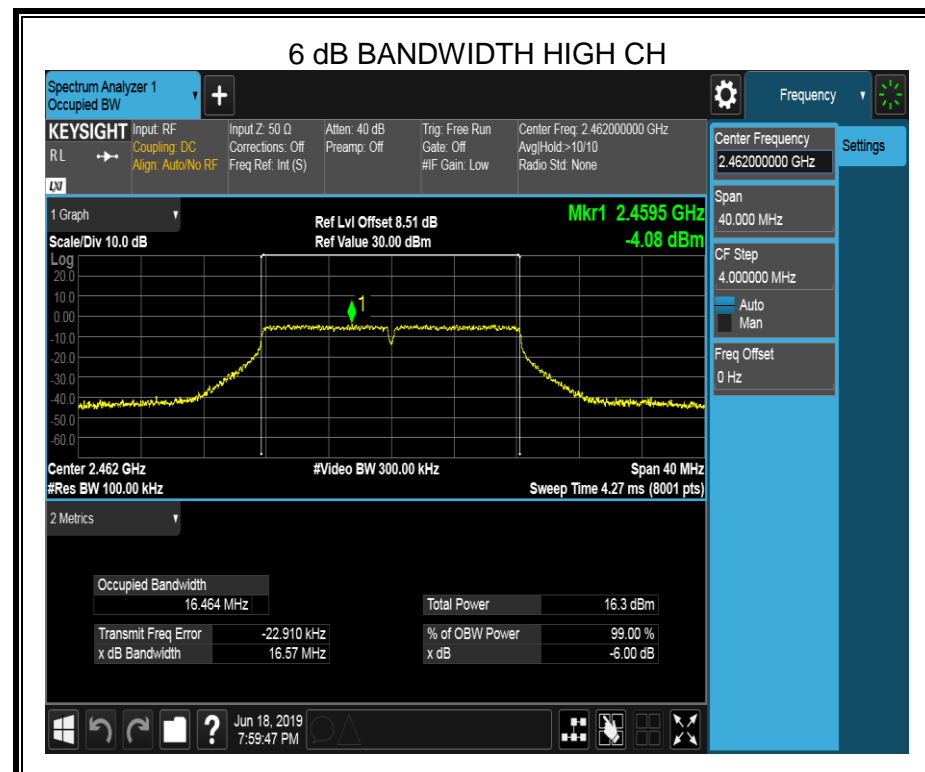 6 dB BANDWIDTH HIGH CH
Spectrum Analyzer 1
Occupied BW
+
Frequency
KEYSIGHT Input: RF Input Z: 50 Ω Atten: 40 dB Trig: Free Run Center Freq: 2.462000000 GHz
RL Coupling: DC Corrections: Off Preamp: Off Gate: Off Avg|Hold:>10/10
Align: Auto/No RF Freq Ref: Int (S) #IF Gain: Low Radio Std: None
LXI
Center Frequency
2.462000000 GHz
Settings
Span
40.000 MHz
CF Step
4.000000 MHz
Auto
Man
Freq Offset
0 Hz
1 Graph Ref Lvl Offset 8.51 dB Mkr1 2.4595 GHz
Scale/Div 10.0 dB Ref Value 30.00 dBm -4.08 dBm
Log
20.0
10.0
1
0.00
-10.0
-20.0
-30.0
-40.0
-50.0
-60.0
Center 2.462 GHz #Video BW 300.00 kHz Span 40 MHz
#Res BW 100.00 kHz Sweep Time 4.27 ms (8001 pts)
2 Metrics
Occupied Bandwidth
16.464 MHz Total Power 16.3 dBm
Transmit Freq Error -22.910 kHz % of OBW Power 99.00 %
x dB Bandwidth 16.57 MHz x dB -6.00 dB
? Jun 18, 2019
7:59:47 PM